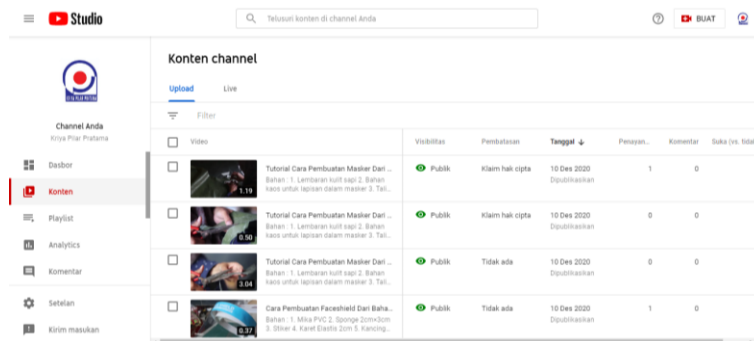 Studio
Telusuri konten di channel Anda
BUAT
Channel Anda
Kriya Pilar Pratama
Dasbor
Konten
Playlist
Analytics
Komentar
Setelan
Kirim masukan
Konten channel
Upload
Live
Filter
Video Visibilitas Pembatasan Tanggal Penayan... Komentar Suka (vs. tidak
1.19 Tutorial Cara Pembuatan Masker Dari ... Publik Klaim hak cipta 10 Des 2020 1 0
Bahan : 1. Lembaran kulit sapi 2. Bahan Dipublikasikan
kaos untuk lapisan dalam masker 3. Tali...
0.50 Tutorial Cara Pembuatan Masker Dari ... Publik Klaim hak cipta 10 Des 2020 0 0
Bahan : 1. Lembaran kulit sapi 2. Bahan Dipublikasikan
kaos untuk lapisan dalam masker 3. Tali...
3.04 Tutorial Cara Pembuatan Masker Dari ... Publik Tidak ada 10 Des 2020 0 0
Bahan : 1. Lembaran kulit sapi 2. Bahan Dipublikasikan
kaos untuk lapisan dalam masker 3. Tali...
0.37 Cara Pembuatan Faceshield Dari Baha... Publik Tidak ada 10 Des 2020 1 0
Bahan : 1. Mika PVC 2. Sponge 2cm×3cm Dipublikasikan
3. Stiker 4. Karet Elastis 2cm 5. Kancing...